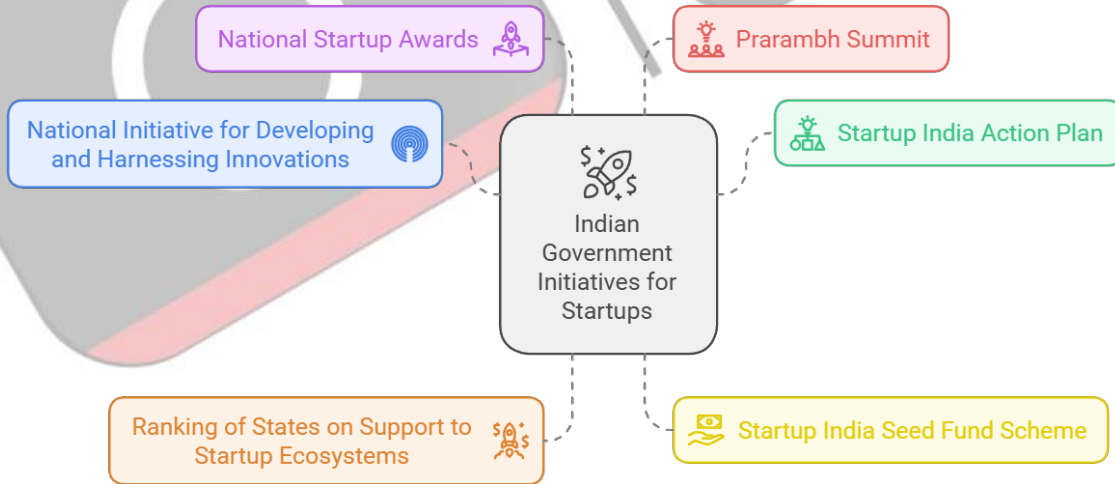 National Startup Awards
Prarambh Summit
National Initiative for Developing
and Harnessing Innovations
Startup India Action Plan
Indian
Government
Initiatives for
Startups
Ranking of States on Support to
Startup Ecosystems
Startup India Seed Fund Scheme